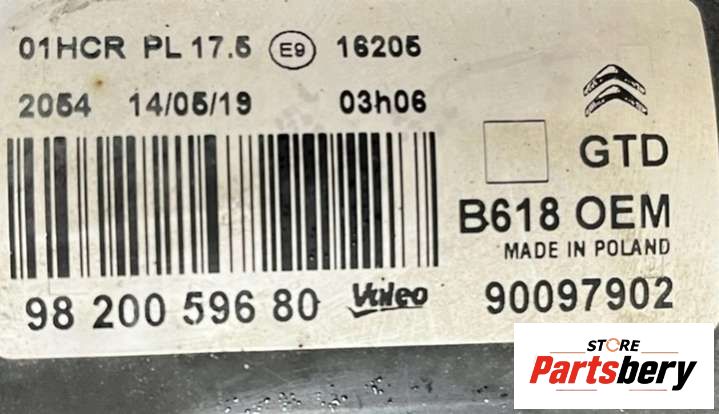 01HCR PL 17.5 E9 16205
2054 14/05/19 03h06
GTD
B618 OEM
MADE IN POLAND
98 200 596 80 Valeo 90097902
STORE
Partsbery